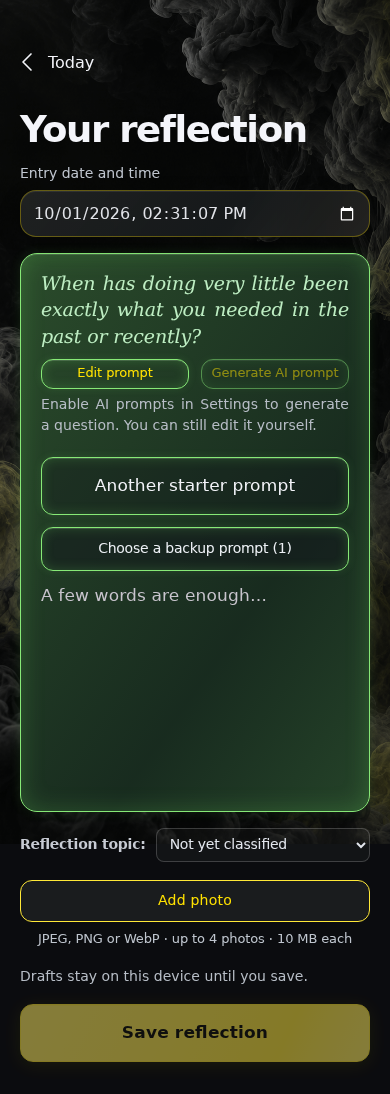 Today
Your reflection
Entry date and time
10/01/2026, 02:31:07 PM
When has doing very little been
exactly what you needed in the
past or recently?
Edit prompt
Generate AI prompt
Enable AI prompts in Settings to generate
a question. You can still edit it yourself.
Another starter prompt
Choose a backup prompt (1)
A few words are enough…
Reflection topic:
Not yet classified
Add photo
JPEG, PNG or WebP · up to 4 photos · 10 MB each
Drafts stay on this device until you save.
Save reflection